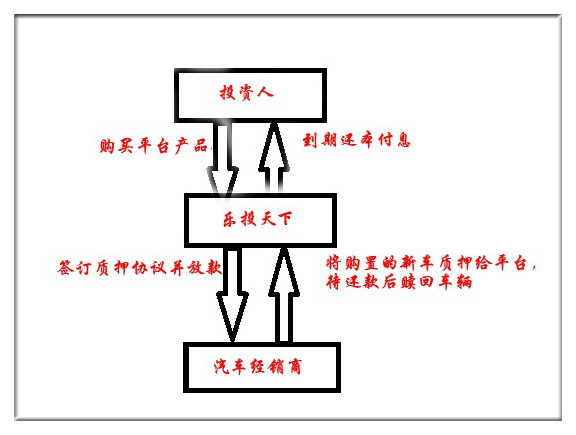 投资人
购买平台产品
到期还本付息
乐投天下
签订质押协议并放款
将购置的新车质押给平台，
待还款后赎回车辆
汽车经销商